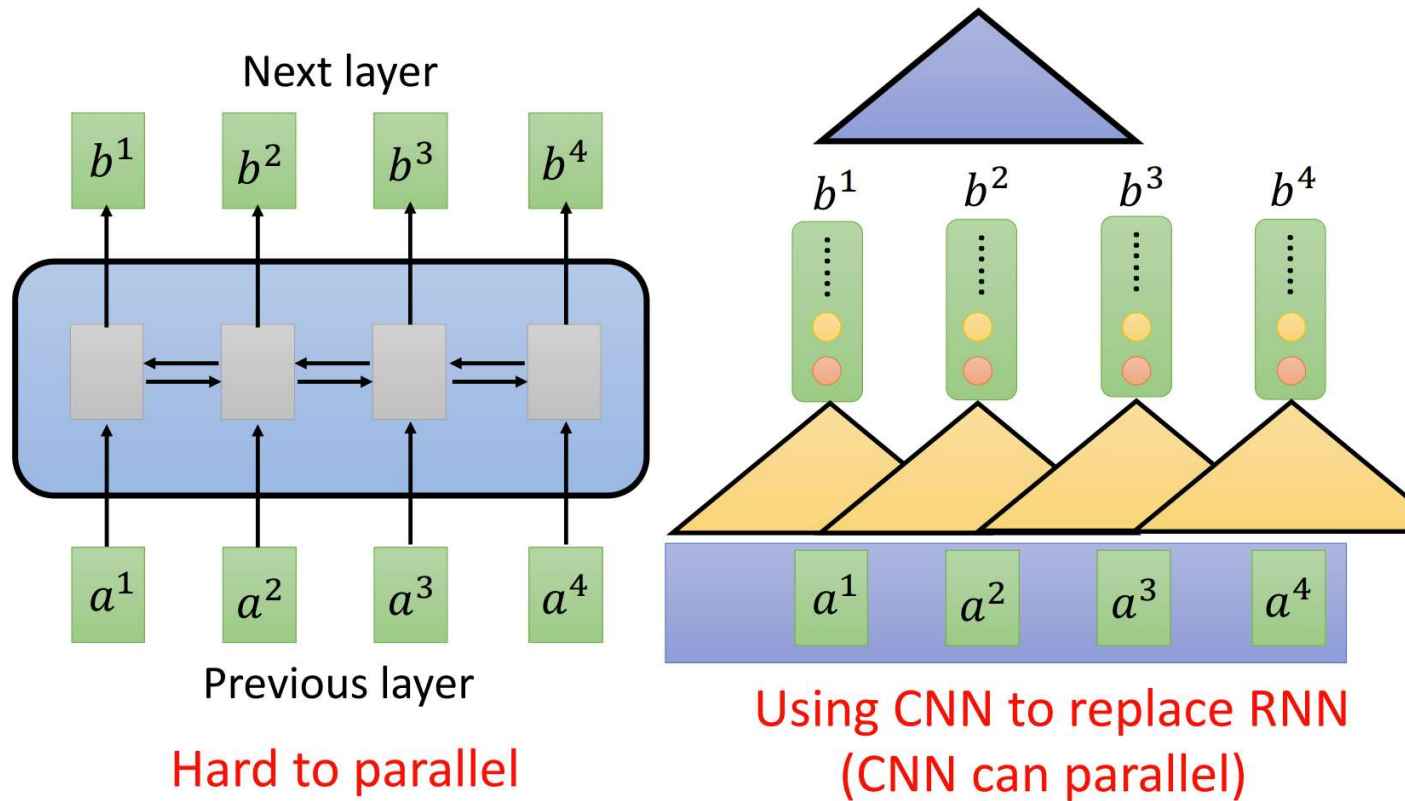 Next layer
b¹ b² b³ b⁴
a¹ a² a³ a⁴
Previous layer
Hard to parallel
b¹ b² b³ b⁴
a¹ a² a³ a⁴
Using CNN to replace RNN
(CNN can parallel)